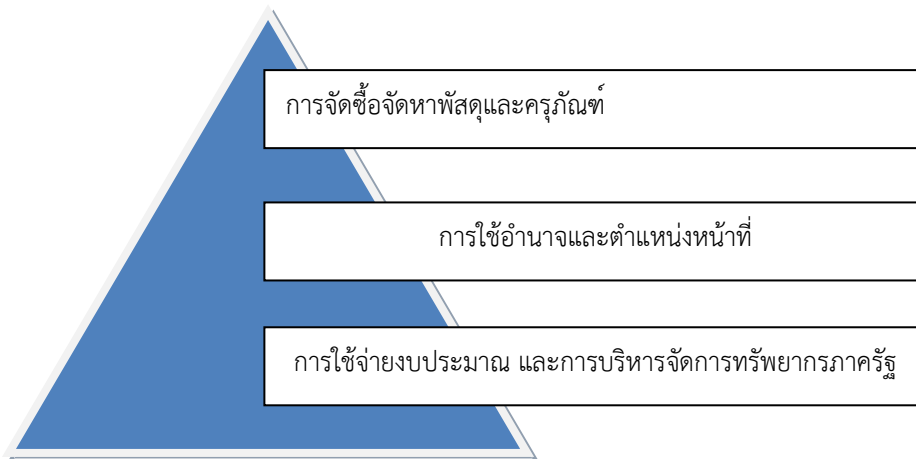 การจัดซื้อจัดหาพัสดุและครุภัณฑ์
การใช้อำนาจและตำแหน่งหน้าที่
การใช้จ่ายงบประมาณ และการบริหารจัดการทรัพยากรภาครัฐ